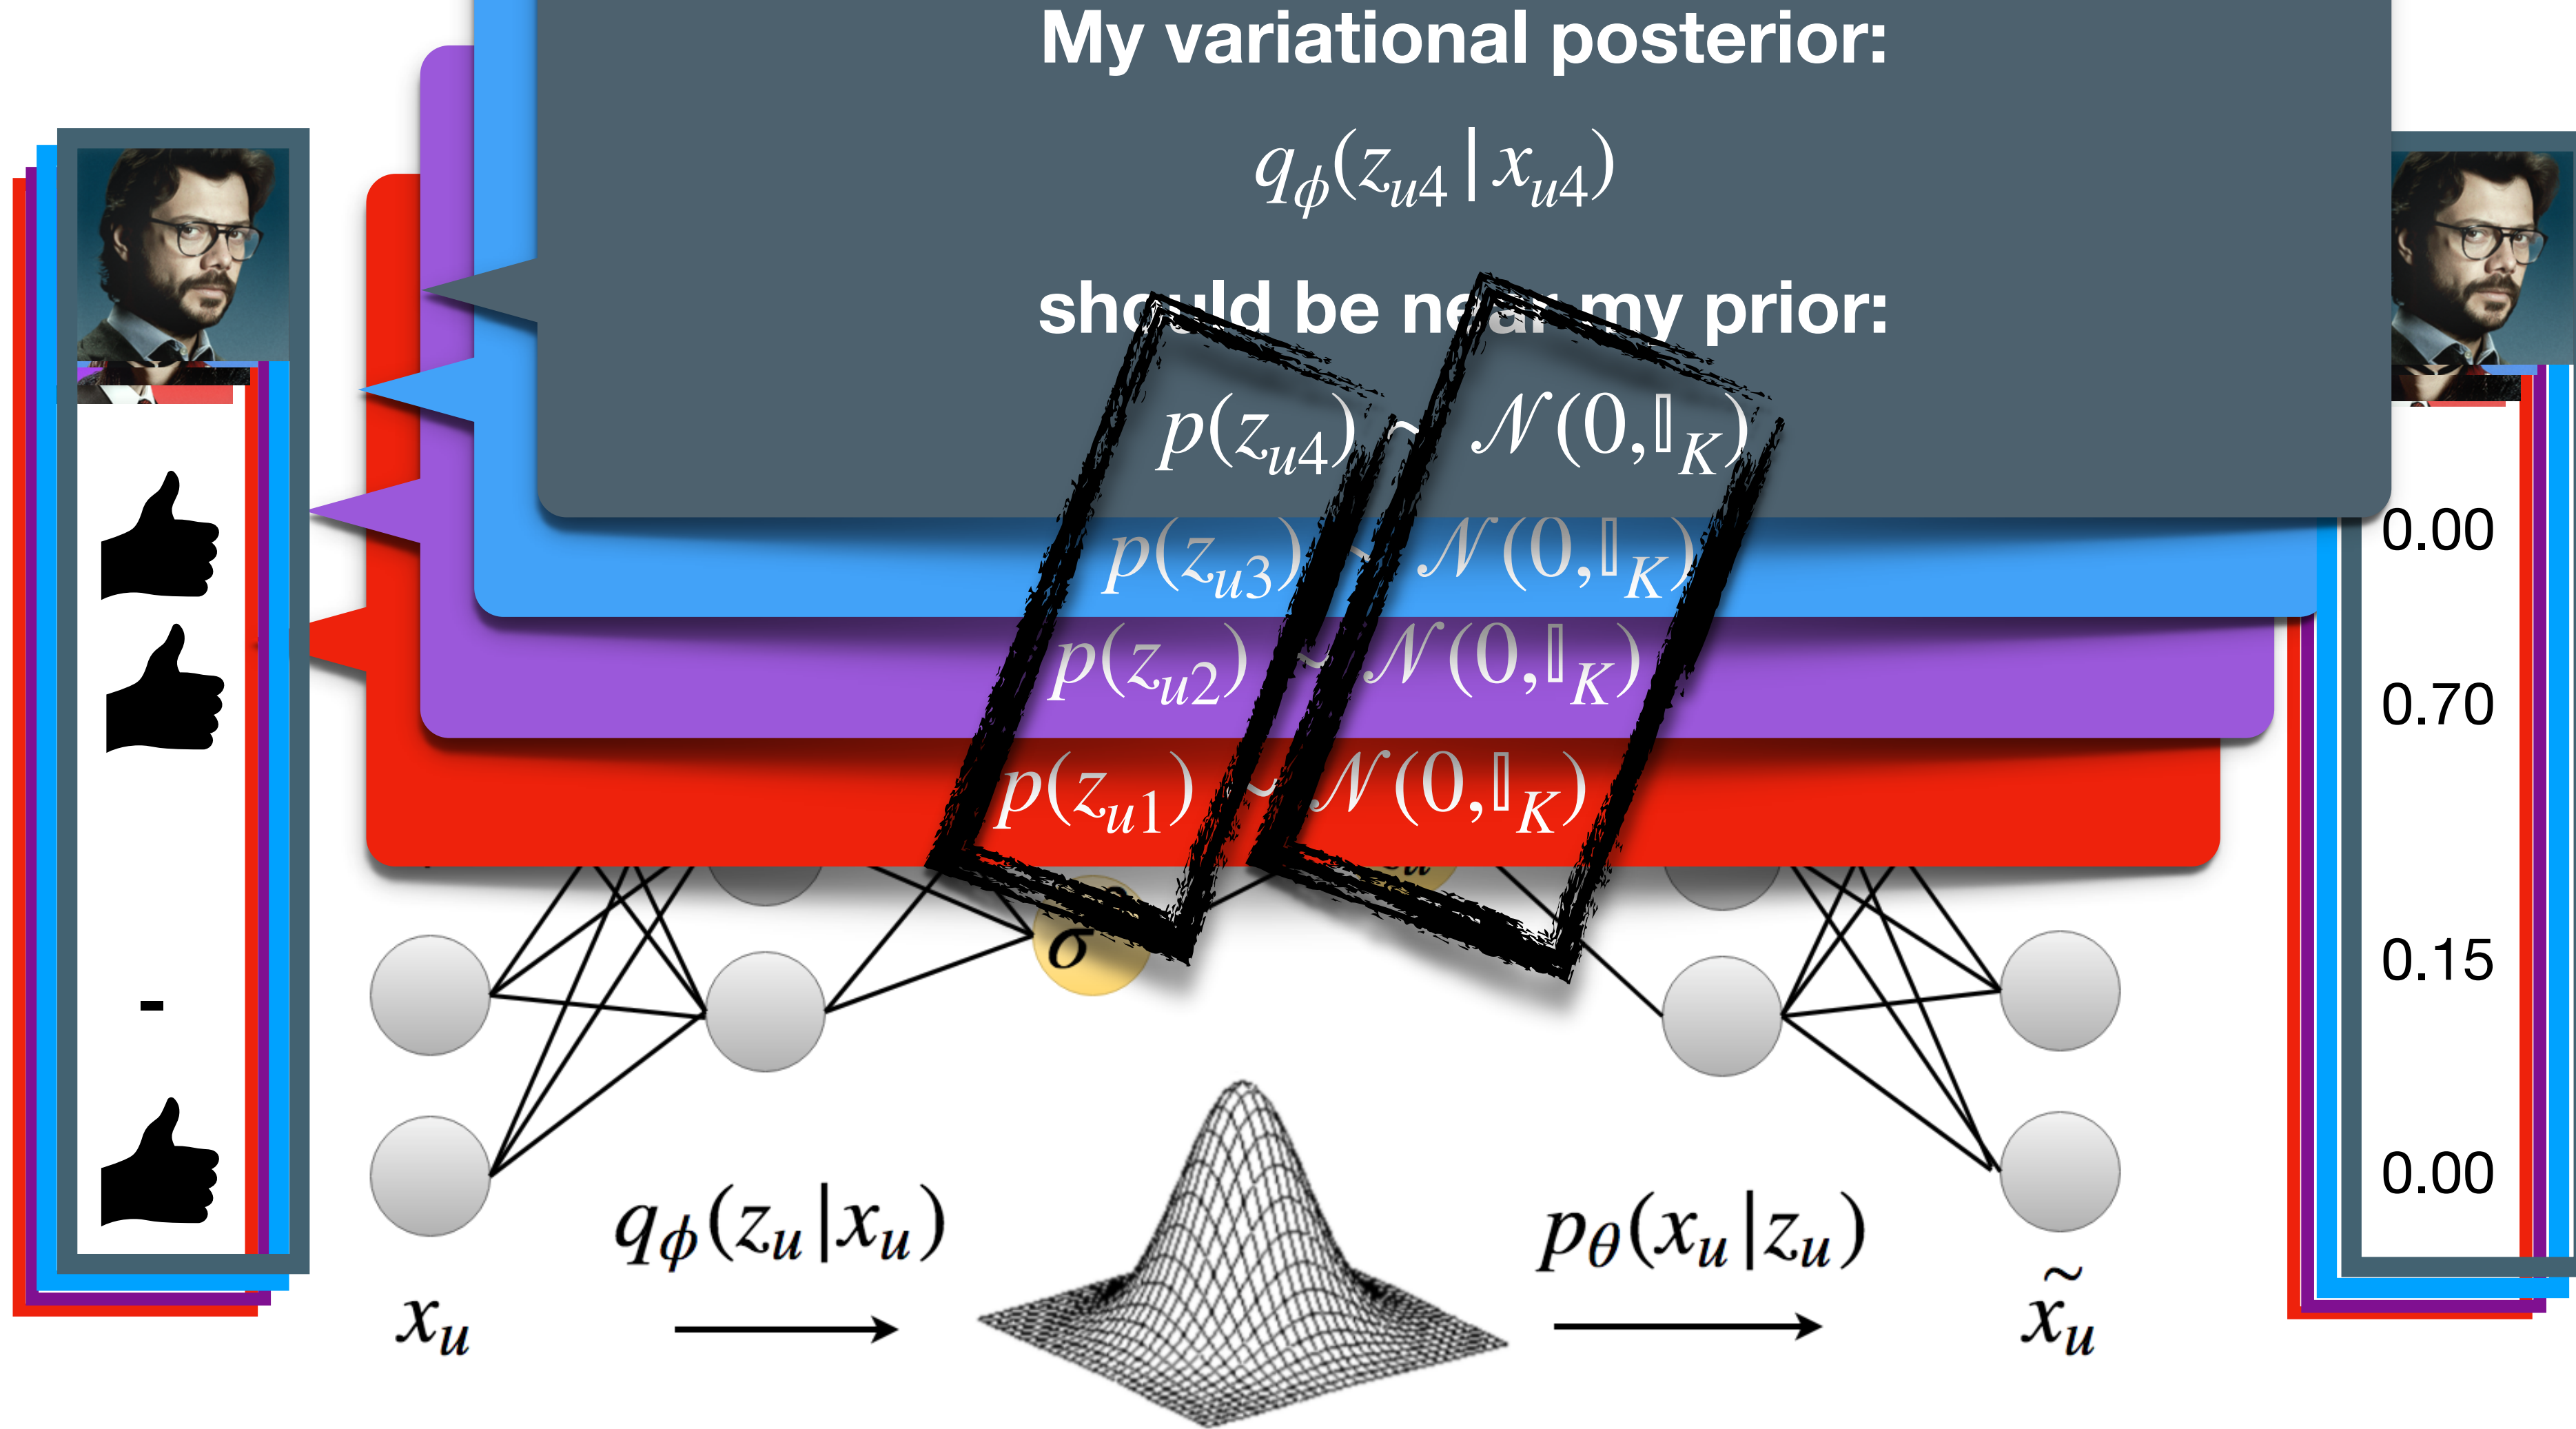 My variational posterior:
qϕ(zu4|xu4)
should be near my prior:
p(zu4) ~ 𝒩(0,𝕀K)
p(zu3) ~ 𝒩(0,𝕀K)
p(zu2) ~ 𝒩(0,𝕀K)
p(zu1) ~ 𝒩(0,𝕀K)
0.00
0.70
0.15
0.00
-
σ
qϕ(zu|xu)
pθ(xu|zu)
xu
x̃u